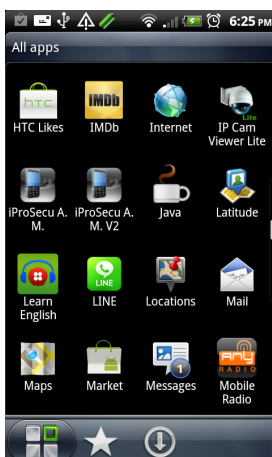 6:25 PM
All apps
hTC
IMDb
Lite
HTC Likes
IMDb
Internet
IP Cam
Viewer Lite
iProSecu A.
M.
iProSecu A.
M. V2
Java
Latitude
LINE
Learn
English
LINE
Locations
Mail
1
Maps
Market
Messages
Mobile
Radio
Any
RADIO